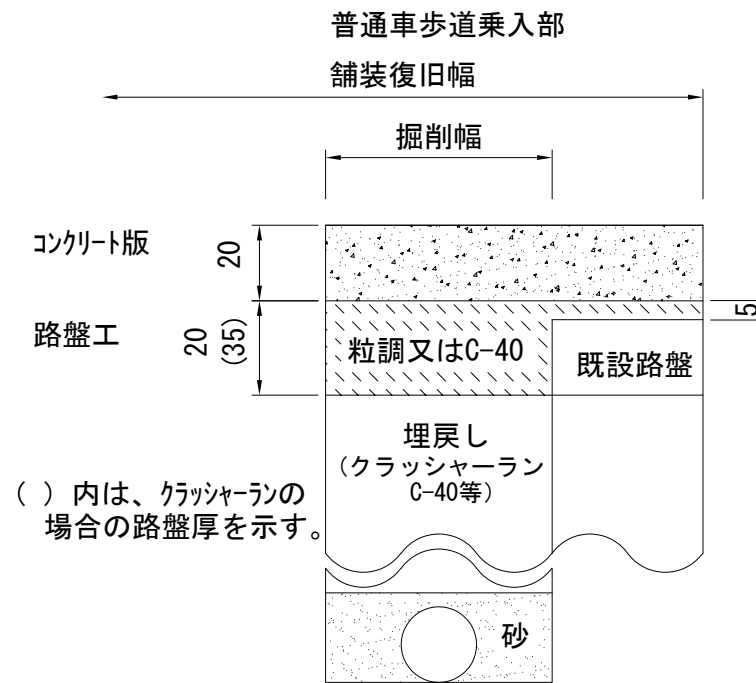 普通車歩道乗入部
舗装復旧幅
掘削幅
コンクリート版
20
5
路盤工
20
(35)
粒調又はC-40
既設路盤
埋戻し
(クラッシャーラン
C-40等)
( ) 内は、クラッシャーランの
場合の路盤厚を示す。
砂